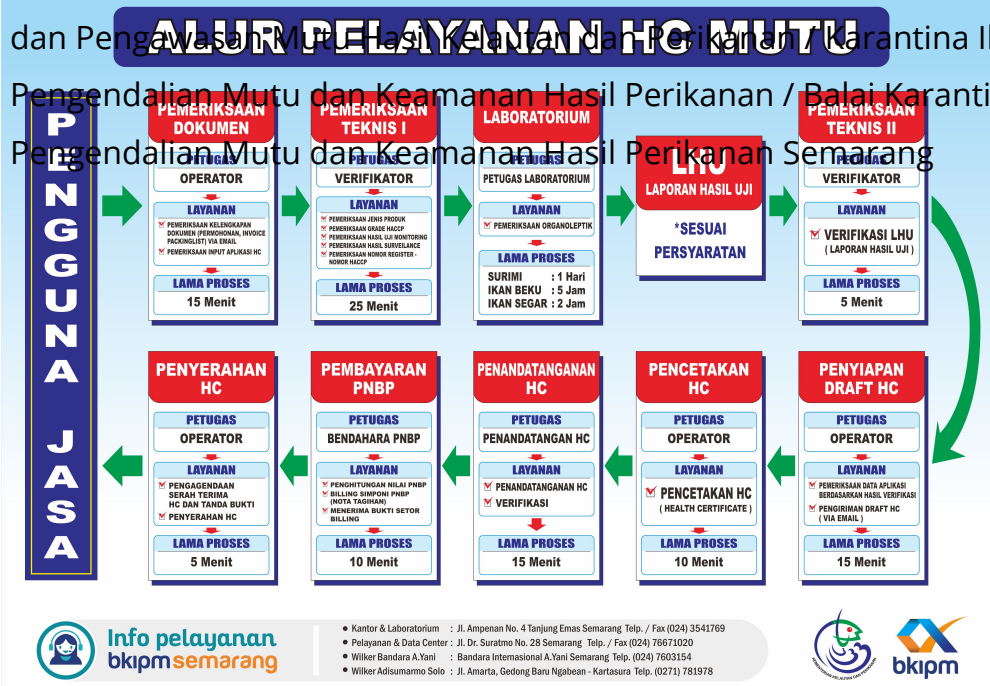 ALUR PELAYANAN HC MUTU
dan Pengawasan Mutu Hasil Kelautan dan Perikanan / Karantina
Pengendalian Mutu dan Keamanan Hasil Perikanan / Balai Karanti
Pengendalian Mutu dan Keamanan Hasil Perikanan Semarang
PENGGUNA JASA
PEMERIKSAAN
DOKUMEN
PETUGAS
OPERATOR
LAYANAN
PEMERIKSAAN KELENGKAPAN
DOKUMEN (PERMOHONAN, INVOICE
PACKINGLIST) VIA EMAIL
PEMERIKSAAN INPUT APLIKASI HC
LAMA PROSES
15 Menit
PEMERIKSAAN
TEKNIS I
PETUGAS
VERIFIKATOR
LAYANAN
PEMERIKSAAN JENIS PRODUK
PEMERIKSAAN GRADE HACCP
PEMERIKSAAN HASIL UJI MONITORING
PEMERIKSAAN HASIL SURVEILANCE
PEMERIKSAAN NOMOR REGISTER -
NOMOR HACCP
LAMA PROSES
25 Menit
LABORATORIUM
PETUGAS
PETUGAS LABORATORIUM
LAYANAN
PEMERIKSAAN ORGANOLEPTIK
LAMA PROSES
SURIMI : 1 Hari
IKAN BEKU : 5 Jam
IKAN SEGAR : 2 Jam
LHU
LAPORAN HASIL UJI
*SESUAI
PERSYARATAN
PEMERIKSAAN
TEKNIS II
PETUGAS
VERIFIKATOR
LAYANAN
VERIFIKASI LHU
( LAPORAN HASIL UJI )
LAMA PROSES
5 Menit
PENYERAHAN
HC
PETUGAS
OPERATOR
LAYANAN
PENGAGENDAAN
SERAH TERIMA
HC DAN TANDA BUKTI
PENYERAHAN HC
LAMA PROSES
5 Menit
PEMBAYARAN
PNBP
PETUGAS
BENDAHARA PNBP
LAYANAN
PENGHITUNGAN NILAI PNBP
BILLING SIMPONI PNBP
(NOTA TAGIHAN)
MENERIMA BUKTI SETOR
BILLING
LAMA PROSES
10 Menit
PENANDATANGANAN
HC
PETUGAS
PENANDATANGAN HC
LAYANAN
PENANDATANGANAN HC
VERIFIKASI
LAMA PROSES
15 Menit
PENCETAKAN
HC
PETUGAS
OPERATOR
LAYANAN
PENCETAKAN HC
( HEALTH CERTIFICATE )
LAMA PROSES
10 Menit
PENYIAPAN
DRAFT HC
PETUGAS
OPERATOR
LAYANAN
PEMERIKSAAN DATA APLIKASI
BERDASARKAN HASIL VERIFIKASI
PENGIRIMAN DRAFT HC
( VIA EMAIL )
LAMA PROSES
15 Menit
Info pelayanan
bkipm semarang
Kantor & Laboratorium : Jl. Ampenan No. 4 Tanjung Emas Semarang Telp. / Fax (024) 3541769
Pelayanan & Data Center : Jl. Dr. Suratmo No. 28 Semarang Telp. / Fax (024) 76671020
Wilker Bandara A.Yani : Bandara Internasional A.Yani Semarang Telp. (024) 7603154
Wilker Adisumarmo Solo : Jl. Amarta, Gedong Baru Ngabean - Kartasura Telp. (0271) 781978
KEMENTERIAN KELAUTAN DAN PERIKANAN
bkipm